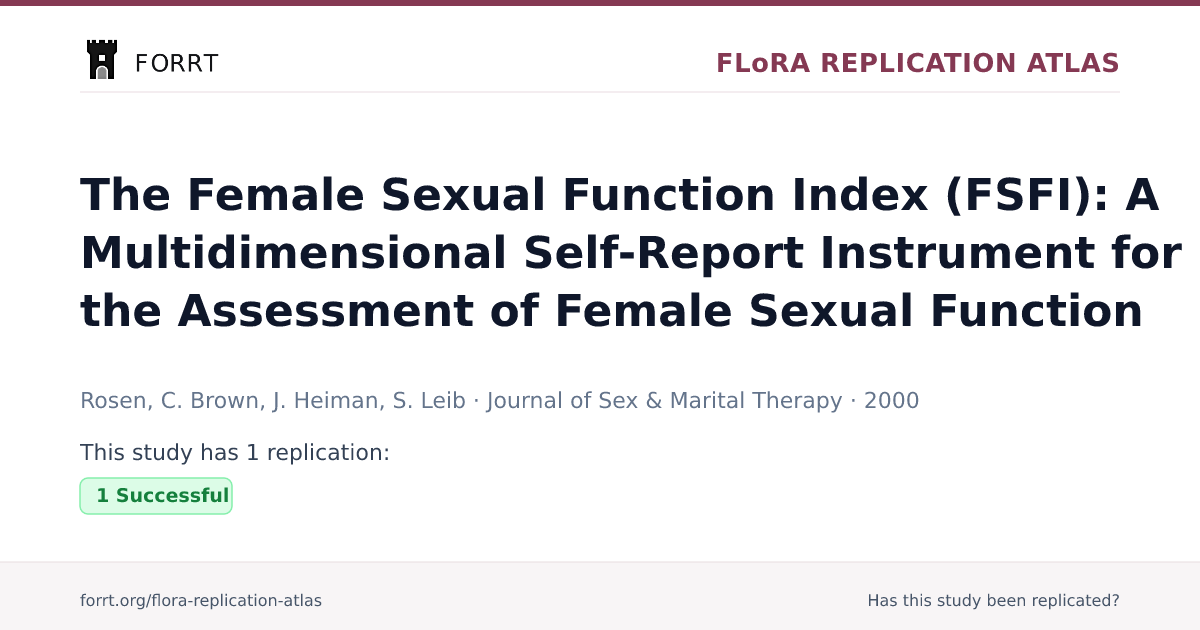 FORRT
FLoRA REPLICATION ATLAS
The Female Sexual Function Index (FSFI): A
Multidimensional Self-Report Instrument for
the Assessment of Female Sexual Function
Rosen, C. Brown, J. Heiman, S. Leib · Journal of Sex & Marital Therapy · 2000
This study has 1 replication:
1 Successful
forrt.org/flora-replication-atlas
Has this study been replicated?